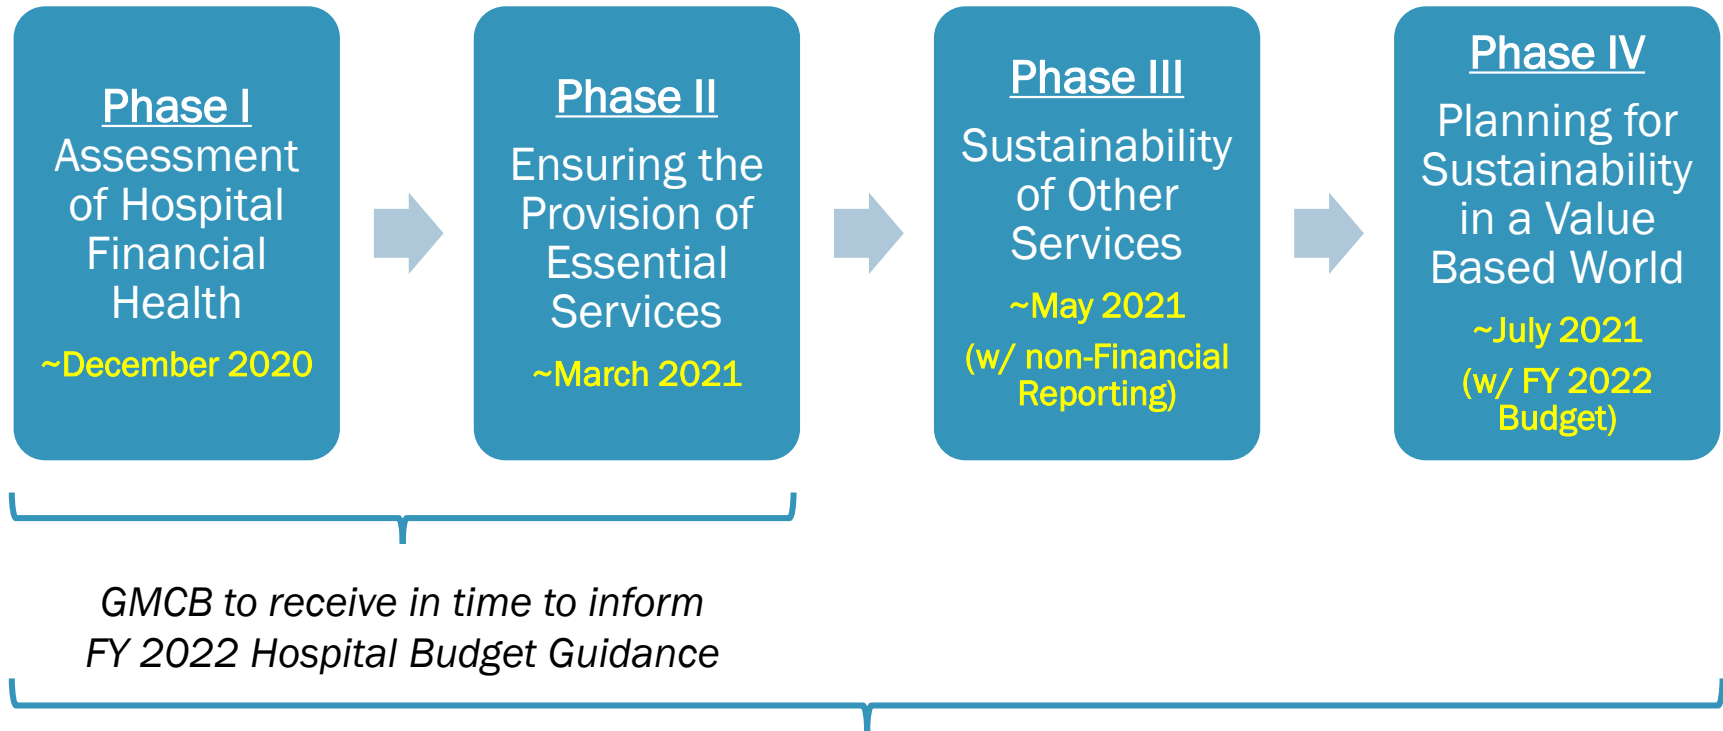 Phase I
Assessment
of Hospital
Financial
Health
~December 2020
Phase II
Ensuring the
Provision of
Essential
Services
~March 2021
Phase III
Sustainability
of Other
Services
~May 2021
(w/ non-Financial
Reporting)
Phase IV
Planning for
Sustainability
in a Value
Based World
~July 2021
(w/ FY 2022
Budget)
GMCB to receive in time to inform
FY 2022 Hospital Budget Guidance